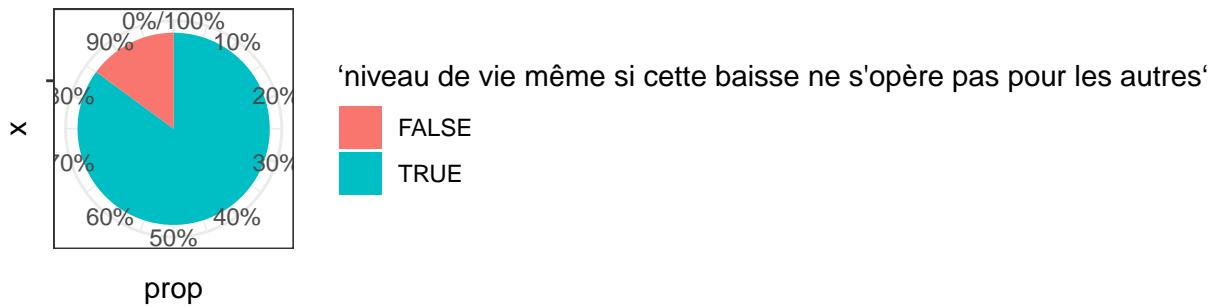 0%/100%
90%
10%
80%
20%
70%
30%
60%
40%
50%
x
prop
‘niveau de vie même si cette baisse ne s'opère pas pour les autres‘
FALSE
TRUE